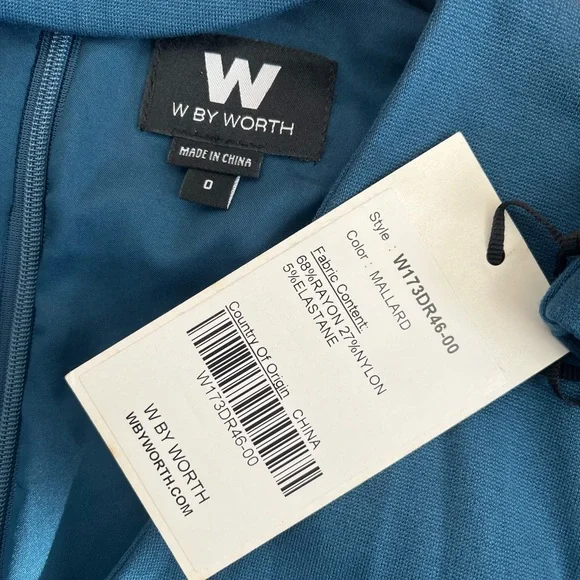 W
W BY WORTH
MADE IN CHINA
0
Style : W173DR46-00
Color : MALLARD
Fabric Content:
68%RAYON 27%NYLON
5%ELASTANE
Country Of Origin CHINA
W173DR46-00
W BY WORTH
WBYWORTH.COM